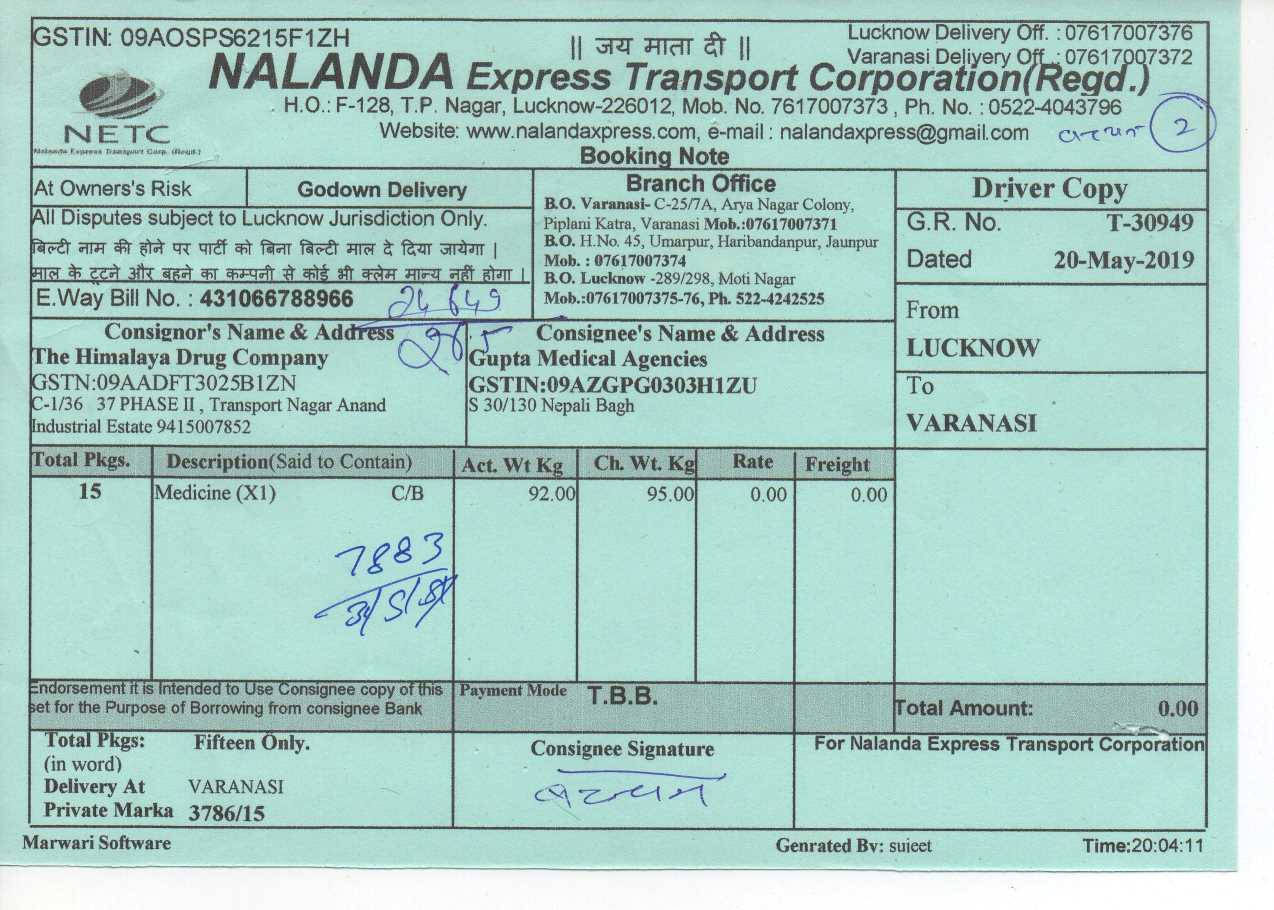 GSTIN: 09AOSPS6215F1ZH
|| जय माता दी ||
Lucknow Delivery Off. : 07617007376
Varanasi Delivery Off. : 07617007372
NALANDA Express Transport Corporation(Regd.)
H.O.: F-128, T.P. Nagar, Lucknow-226012, Mob. No. 7617007373 , Ph. No. : 0522-4043796
Website: www.nalandaxpress.com, e-mail : nalandaxpress@gmail.com
NETC
Nalanda Express Transport Corp. (Regd.)
2
Booking Note
At Owners's Risk
Godown Delivery
All Disputes subject to Lucknow Jurisdiction Only.
बिल्टी नाम की होने पर पार्टी को बिना बिल्टी माल दे दिया जायेगा |
माल के टूटने और बहने का कम्पनी से कोई भी क्लेम मान्य नहीं होगा |
E.Way Bill No. : 431066788966
24649
265
Branch Office
B.O. Varanasi- C-25/7A, Arya Nagar Colony,
Piplani Katra, Varanasi Mob.:07617007371
B.O. H.No. 45, Umarpur, Haribandanpur, Jaunpur
Mob. : 07617007374
B.O. Lucknow -289/298, Moti Nagar
Mob.:07617007375-76, Ph. 522-4242525
Driver Copy
G.R. No. T-30949
Dated 20-May-2019
From
LUCKNOW
To
VARANASI
Consignor's Name & Address
The Himalaya Drug Company
GSTN:09AADFT3025B1ZN
C-1/36 37 PHASE II , Transport Nagar Anand
Industrial Estate 9415007852
Consignee's Name & Address
Gupta Medical Agencies
GSTIN:09AZGPG0303H1ZU
S 30/130 Nepali Bagh
Total Pkgs. Description(Said to Contain) Act. Wt Kg Ch. Wt. Kg Rate Freight
15 Medicine (X1) C/B 92.00 95.00 0.00 0.00
7883
Endorsement it is Intended to Use Consignee copy of this
set for the Purpose of Borrowing from consignee Bank
Payment Mode T.B.B.
Total Amount: 0.00
Total Pkgs: Fifteen Only.
(in word)
Delivery At VARANASI
Private Marka 3786/15
Consignee Signature
For Nalanda Express Transport Corporation
Marwari Software
Genrated By: sujeet
Time:20:04:11